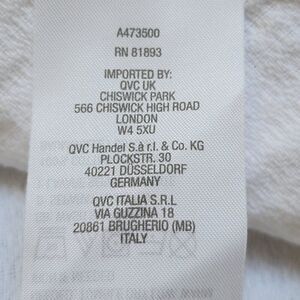 A473500
RN 81893
IMPORTED BY:
QVC UK
CHISWICK PARK
566 CHISWICK HIGH ROAD
LONDON
W4 5XU
QVC Handel S.à r.l. & Co. KG
PLOCKSTR. 30
40221 DÜSSELDORF
GERMANY
QVC ITALIA S.R.L
VIA GUZZINA 18
20861 BRUGHERIO (MB)
ITALY